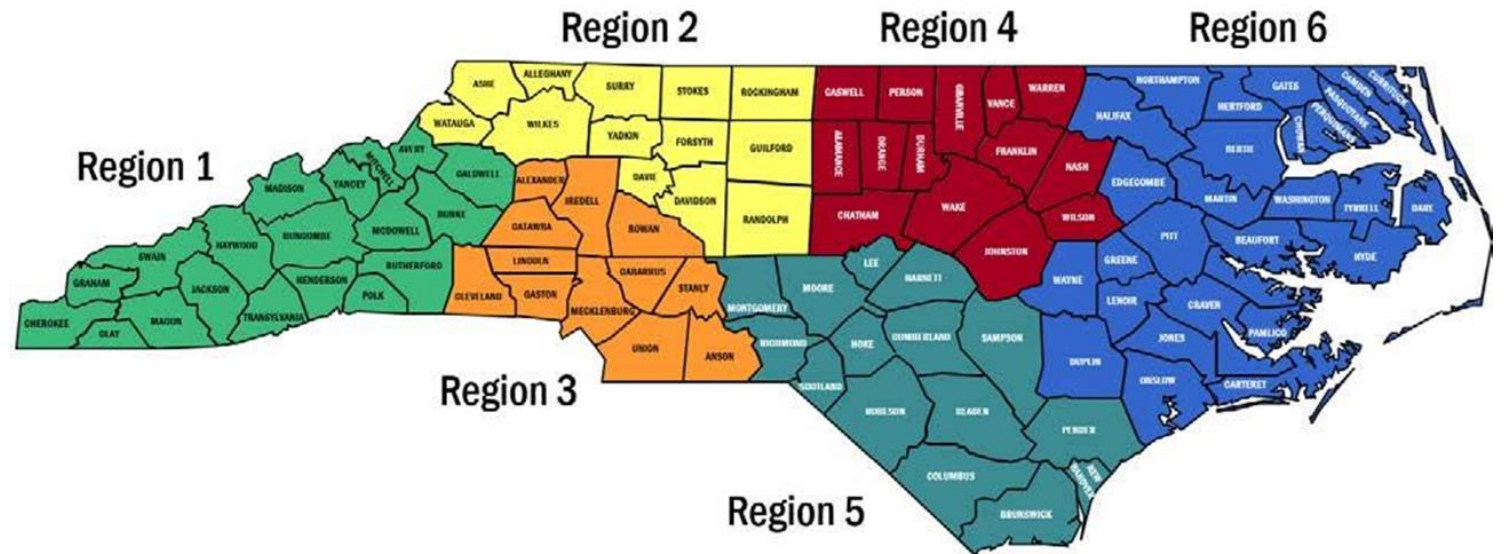 Region 2
Region 4
Region 6
Region 1
Region 3
Region 5
ASHE
ALLEGHANY
SURRY
STOKES
ROCKINGHAM
WATAUGA
WILKES
YADKIN
FORSYTH
GUILFORD
DAVIE
DAVIDSON
RANDOLPH
CASWELL
PERSON
GRANVILLE
VANCE
WARREN
ALAMANCE
ORANGE
DURHAM
FRANKLIN
NASH
CHATHAM
WAKE
WILSON
JOHNSTON
NORTHAMPTON
GATES
CAMDEN
CURRITUCK
PASQUOTANK
PERQUIMANS
HERTFORD
HALIFAX
CHOWAN
BERTIE
EDGECOMBE
MARTIN
WASHINGTON
TYRRELL
DARE
PITT
BEAUFORT
HYDE
GREENE
WAYNE
LENOIR
CRAVEN
PAMLICO
JONES
DUPLIN
ONSLOW
CARTERET
AVERY
MITCHELL
YANCEY
MADISON
CALDWELL
BURKE
MCDOWELL
BUNCOMBE
HAYWOOD
SWAIN
GRAHAM
JACKSON
HENDERSON
RUTHERFORD
POLK
TRANSYLVANIA
MACON
CHEROKEE
CLAY
ALEXANDER
IREDELL
CATAWBA
ROWAN
LINCOLN
CLEVELAND
GASTON
CABARRUS
STANLY
MECKLENBURG
UNION
ANSON
LEE
HARNETT
MOORE
MONTGOMERY
RICHMOND
HOKE
CUMBERLAND
SAMPSON
SCOTLAND
ROBESON
BLADEN
PENDER
COLUMBUS
NEW
HANOVER
BRUNSWICK